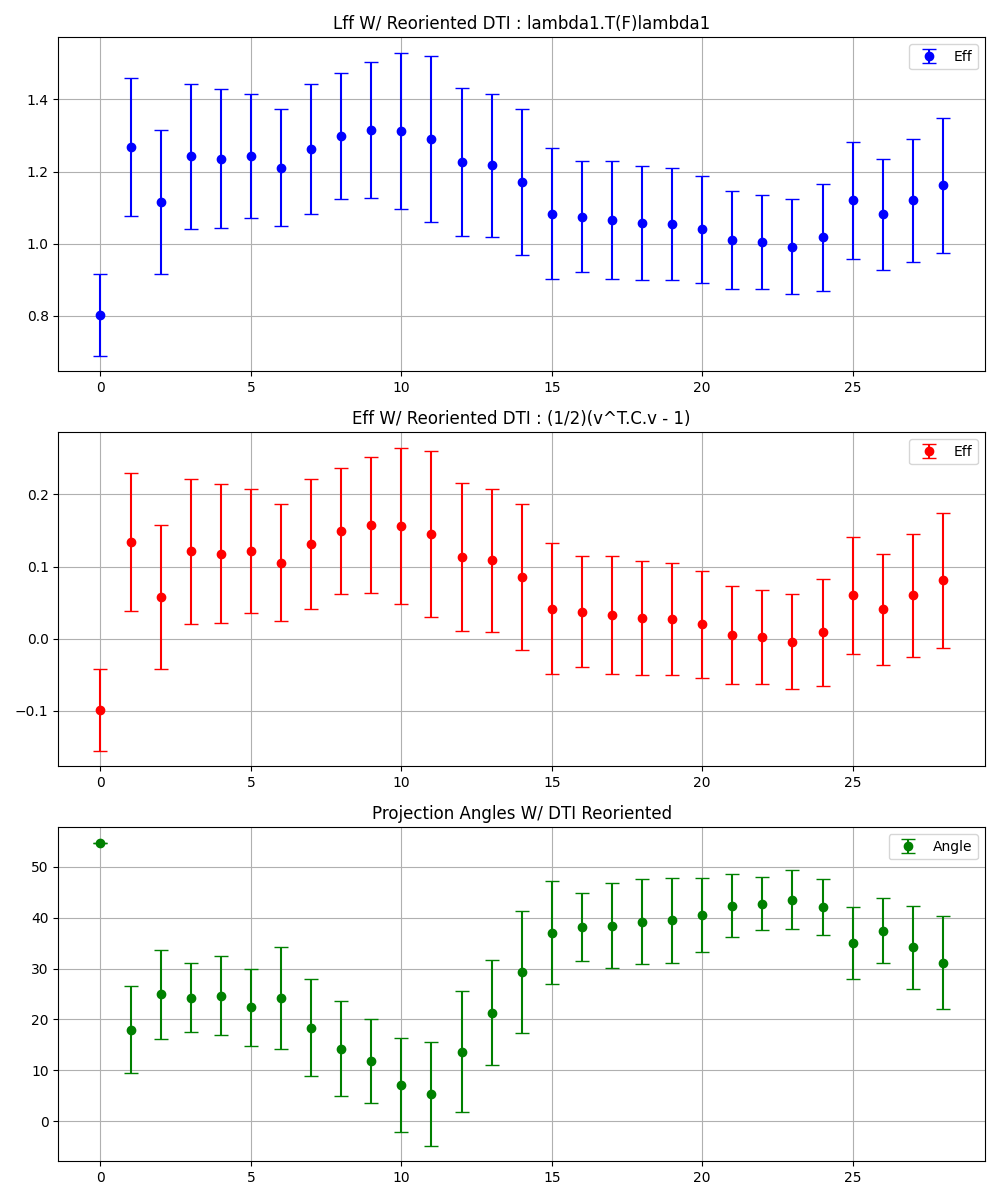 Lff W/ Reoriented DTI : lambda1.T(F)lambda1
Eff
1.4
1.2
1.0
0.8
0 5 10 15 20 25
Eff W/ Reoriented DTI : (1/2)(v^T.C.v - 1)
Eff
0.2
0.1
0.0
−0.1
0 5 10 15 20 25
Projection Angles W/ DTI Reoriented
Angle
50
40
30
20
10
0
0 5 10 15 20 25